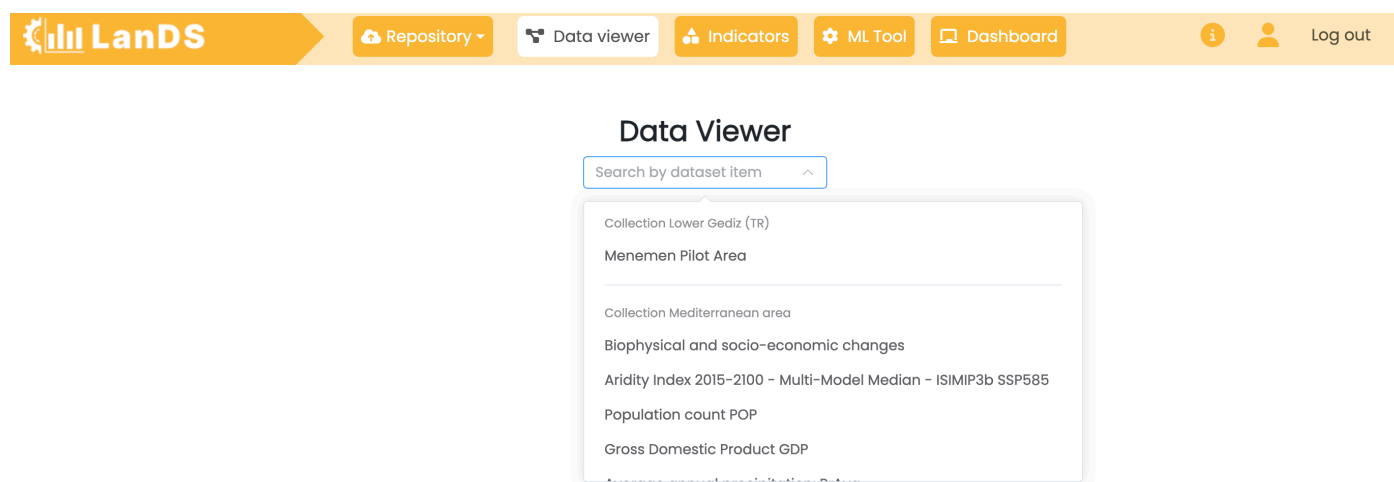 LanDS
Repository
Data viewer
Indicators
ML Tool
Dashboard
Log out
Data Viewer
Search by dataset item
Collection Lower Gediz (TR)
Menemen Pilot Area
Collection Mediterranean area
Biophysical and socio-economic changes
Aridity Index 2015-2100 - Multi-Model Median - ISIMIP3b SSP585
Population count POP
Gross Domestic Product GDP